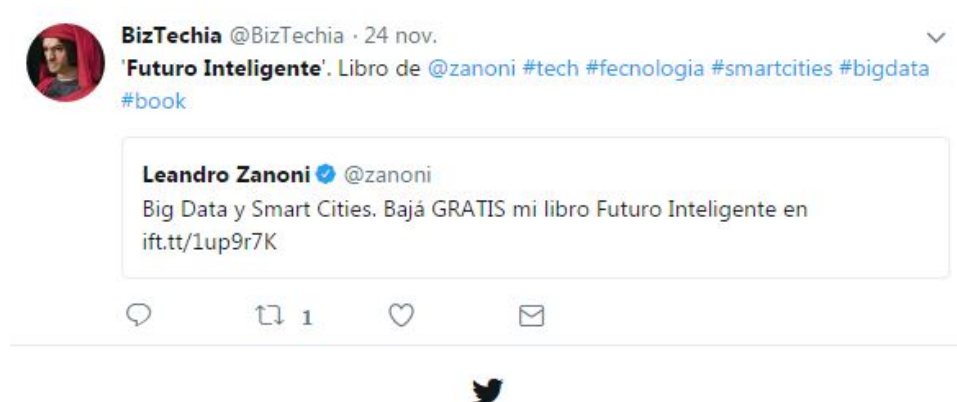 BizTechia @BizTechia · 24 nov.
'Futuro Inteligente'. Libro de @zanoni #tech #fecnologia #smartcities #bigdata
#book
Leandro Zanoni @zanoni
Big Data y Smart Cities. Bajá GRATIS mi libro Futuro Inteligente en
ift.tt/1up9r7K
1